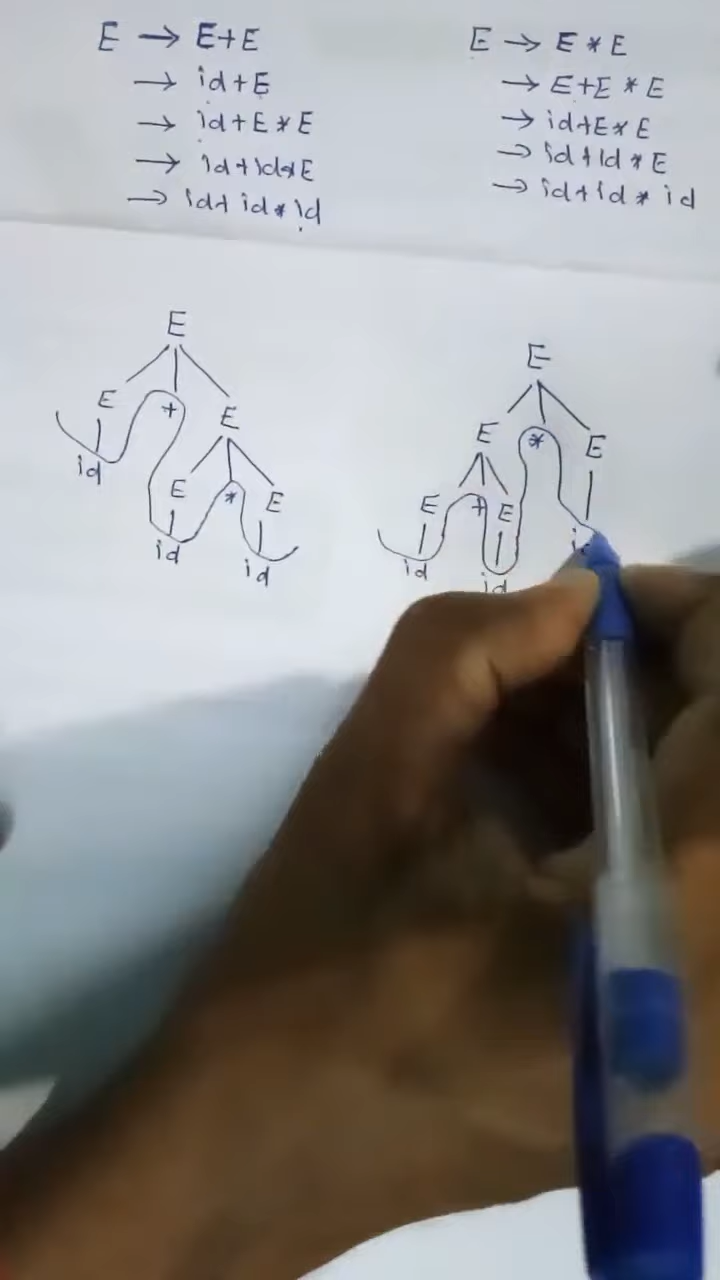 E → E+E
→ id+E
→ id+E*E
→ id+id*E
→ id+id*id
E → E*E
→ E+E*E
→ id+E*E
→ id+id*E
→ id+id*id
E
E + E
id E * E
id id
E
E * E
E + E
id id